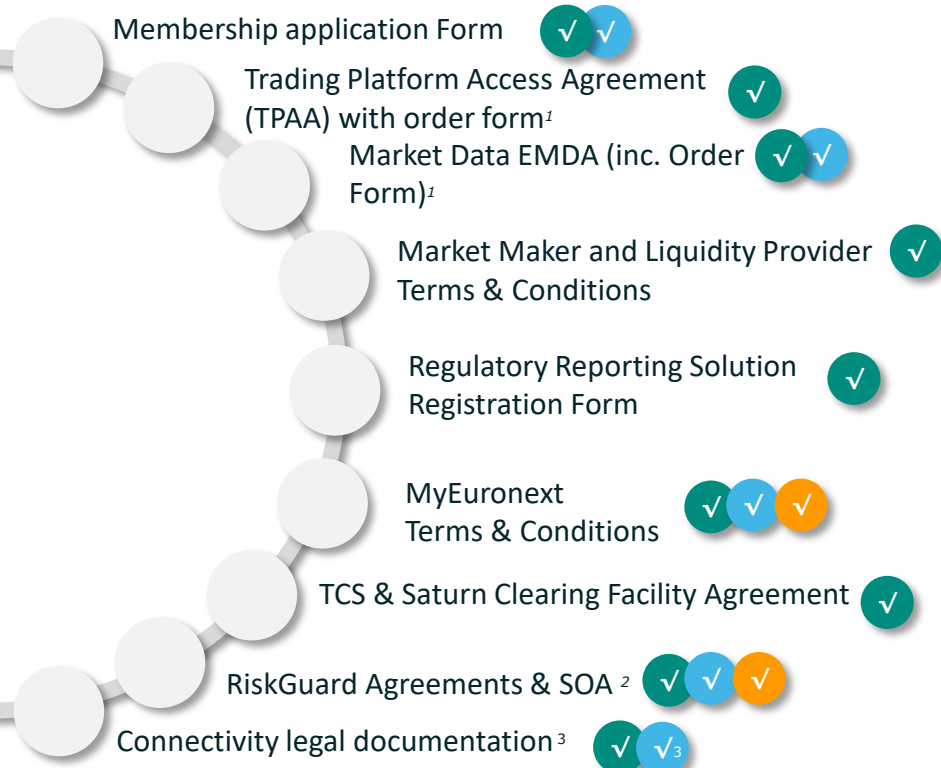 Membership application Form √ √
Trading Platform Access Agreement
(TPAA) with order form¹ √
Market Data EMDA (inc. Order
Form)¹ √ √
Market Maker and Liquidity Provider
Terms & Conditions √
Regulatory Reporting Solution
Registration Form √
MyEuronext
Terms & Conditions √ √ √
TCS & Saturn Clearing Facility Agreement √
RiskGuard Agreements & SOA ² √ √ √
Connectivity legal documentation ³ √ √₃